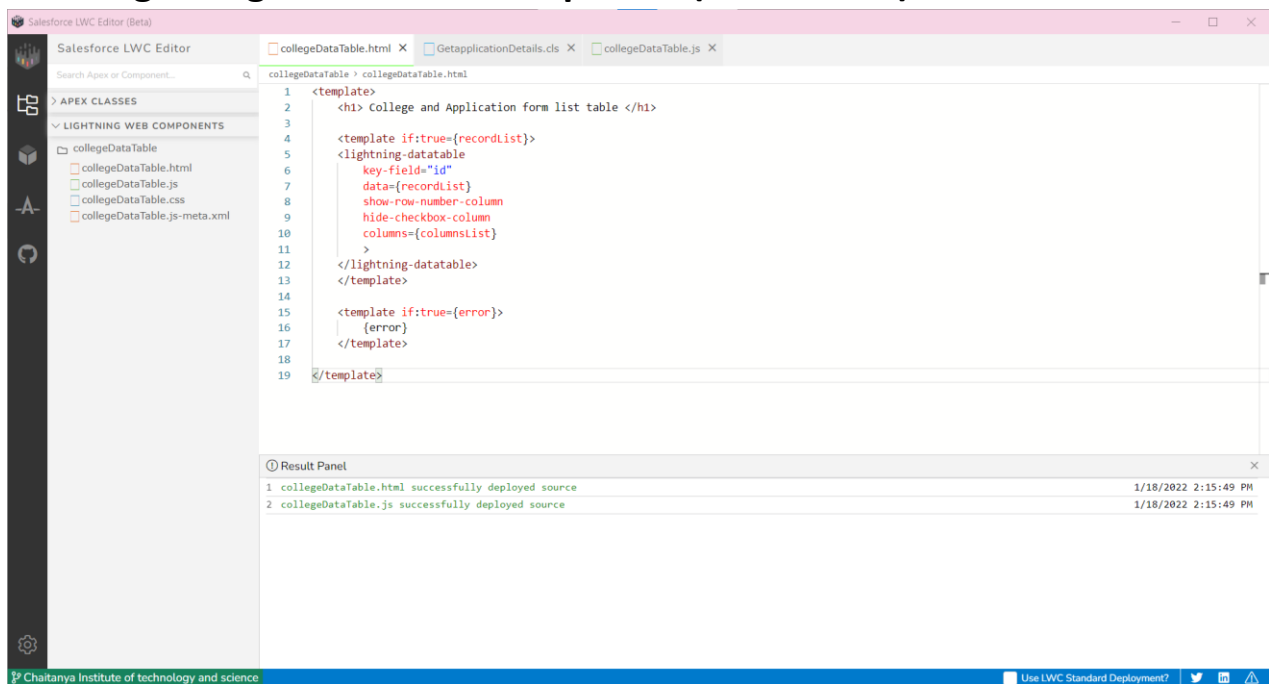 Salesforce LWC Editor (Beta)
Salesforce LWC Editor
Search Apex or Component...
APEX CLASSES
LIGHTNING WEB COMPONENTS
collegeDataTable
collegeDataTable.html
collegeDataTable.js
collegeDataTable.css
collegeDataTable.js-meta.xml
collegeDataTable.html
GetapplicationDetails.cls
collegeDataTable.js
collegeDataTable > collegeDataTable.html
1 <template>
2 <h1> College and Application form list table </h1>
3
4 <template if:true={recordList}>
5 <lightning-datatable
6 key-field="id"
7 data={recordList}
8 show-row-number-column
9 hide-checkbox-column
10 columns={columnsList}
11 >
12 </lightning-datatable>
13 </template>
14
15 <template if:true={error}>
16 {error}
17 </template>
18
19 </template>
Result Panel
1 collegeDataTable.html successfully deployed source 1/18/2022 2:15:49 PM
2 collegeDataTable.js successfully deployed source 1/18/2022 2:15:49 PM
Chaitanya Institute of technology and science
Use LWC Standard Deployment?